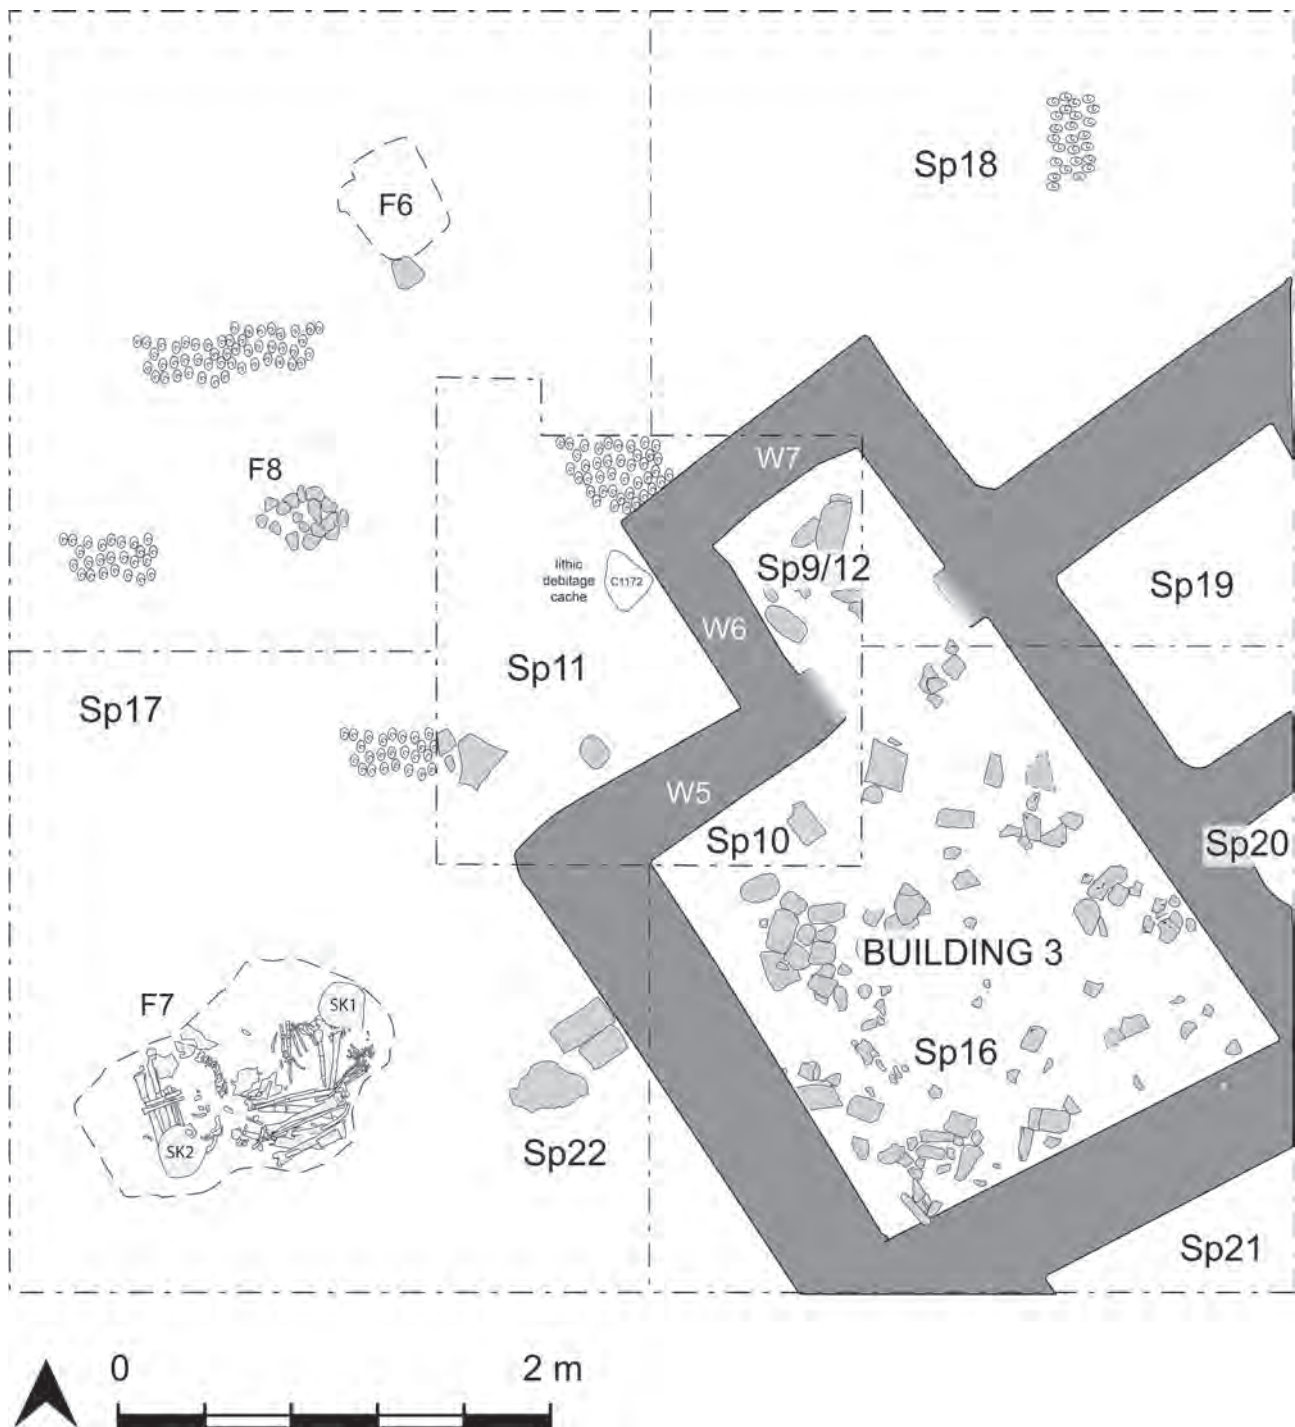 Sp18
F6
F8
W7
lithic
debitage
cache
C1172
Sp9/12
Sp19
W6
Sp11
Sp17
W5
Sp10
Sp20
BUILDING 3
F7
SK1
Sp16
SK2
Sp22
Sp21
0 2 m